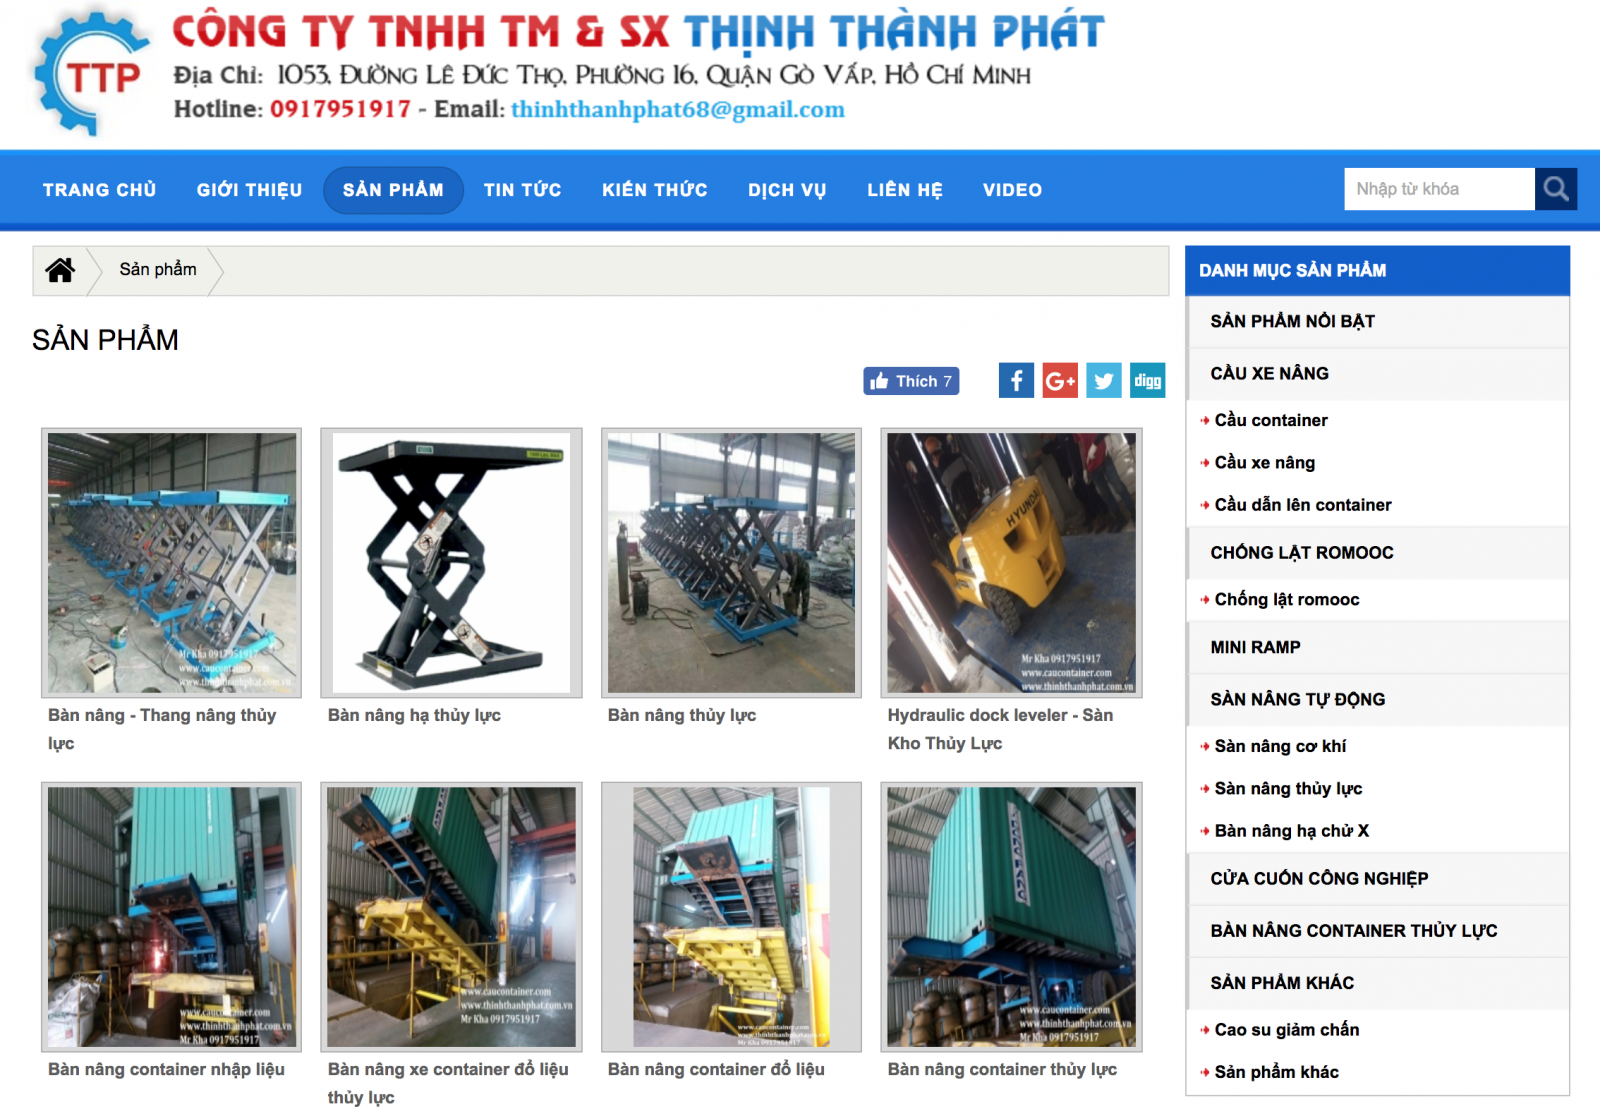 TTP
CÔNG TY TNHH TM & SX THỊNH THÀNH PHÁT
Địa Chỉ: 1053, Đường Lê Đức Thọ, Phường 16, Quận Gò Vấp, Hồ Chí Minh
Hotline: 0917951917 - Email: thinhthanhphat68@gmail.com
TRANG CHỦ GIỚI THIỆU SẢN PHẨM TIN TỨC KIẾN THỨC DỊCH VỤ LIÊN HỆ VIDEO Nhập từ khóa
Sản phẩm
SẢN PHẨM
Thích 7 f G+ digg
Mr Kha 0917951917
www.caucontainer.com
www.thinhthanhphat.com.vn
HYUNDAI
Mr Kha 0917951917
www.caucontainer.com
www.thinhthanhphat.com.vn
Bàn nâng - Thang nâng thủy
lực
Bàn nâng hạ thủy lực
Bàn nâng thủy lực
Hydraulic dock leveler - Sàn
Kho Thủy Lực
www.caucontainer.com
www.thinhthanhphat.com.vn
Mr Kha 0917951917
www.caucontainer.com
www.thinhthanhphat.com.vn
Mr Kha 0917951917
www.caucontainer.com
Mr Kha 0917951917
www.caucontainer.com
www.thinhthanhphat.com.vn
Mr Kha 0917951917
Bàn nâng container nhập liệu
Bàn nâng xe container đổ liệu
thủy lực
Bàn nâng container đổ liệu
Bàn nâng container thủy lực
DANH MỤC SẢN PHẨM
SẢN PHẨM NỔI BẬT
CẦU XE NÂNG
Cầu container
Cầu xe nâng
Cầu dẫn lên container
CHỐNG LẬT ROMOOC
Chống lật romooc
MINI RAMP
SÀN NÂNG TỰ ĐỘNG
Sàn nâng cơ khí
Sàn nâng thủy lực
Bàn nâng hạ chử X
CỬA CUỐN CÔNG NGHIỆP
BÀN NÂNG CONTAINER THỦY LỰC
SẢN PHẨM KHÁC
Cao su giảm chấn
Sản phẩm khác